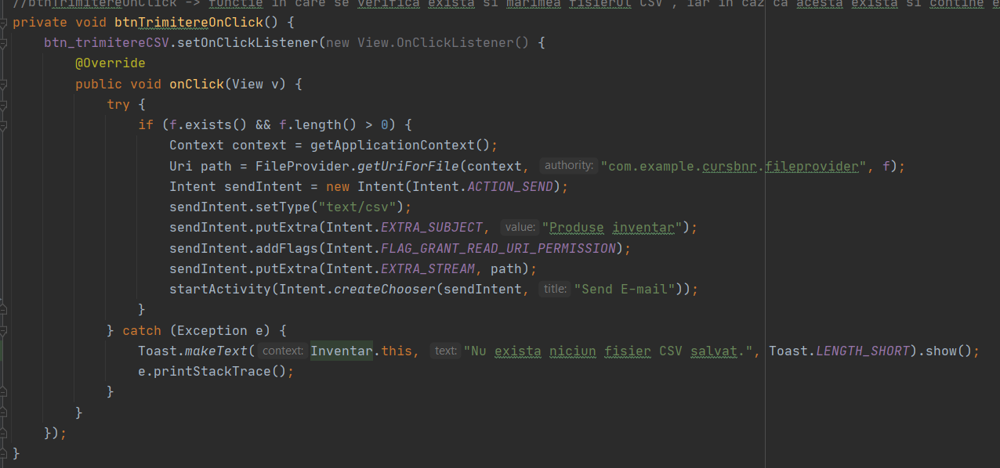 //btnTrimitereOnClick -> functie in care se verifica exista si marimea fisierul CSV , iar in caz ca acesta exista si contine
private void btnTrimitereOnClick() {
    btn_trimitereCSV.setOnClickListener(new View.OnClickListener() {
        @Override
        public void onClick(View v) {
            try {
                if (f.exists() && f.length() > 0) {
                    Context context = getApplicationContext();
                    Uri path = FileProvider.getUriForFile(context, authority: "com.example.cursbnr.fileprovider", f);
                    Intent sendIntent = new Intent(Intent.ACTION_SEND);
                    sendIntent.setType("text/csv");
                    sendIntent.putExtra(Intent.EXTRA_SUBJECT, value: "Produse inventar");
                    sendIntent.addFlags(Intent.FLAG_GRANT_READ_URI_PERMISSION);
                    sendIntent.putExtra(Intent.EXTRA_STREAM, path);
                    startActivity(Intent.createChooser(sendIntent, title: "Send E-mail"));
                }
            } catch (Exception e) {
                Toast.makeText( context: Inventar.this, text: "Nu exista niciun fisier CSV salvat.", Toast.LENGTH_SHORT).show();
                e.printStackTrace();
            }
        }
    });
}